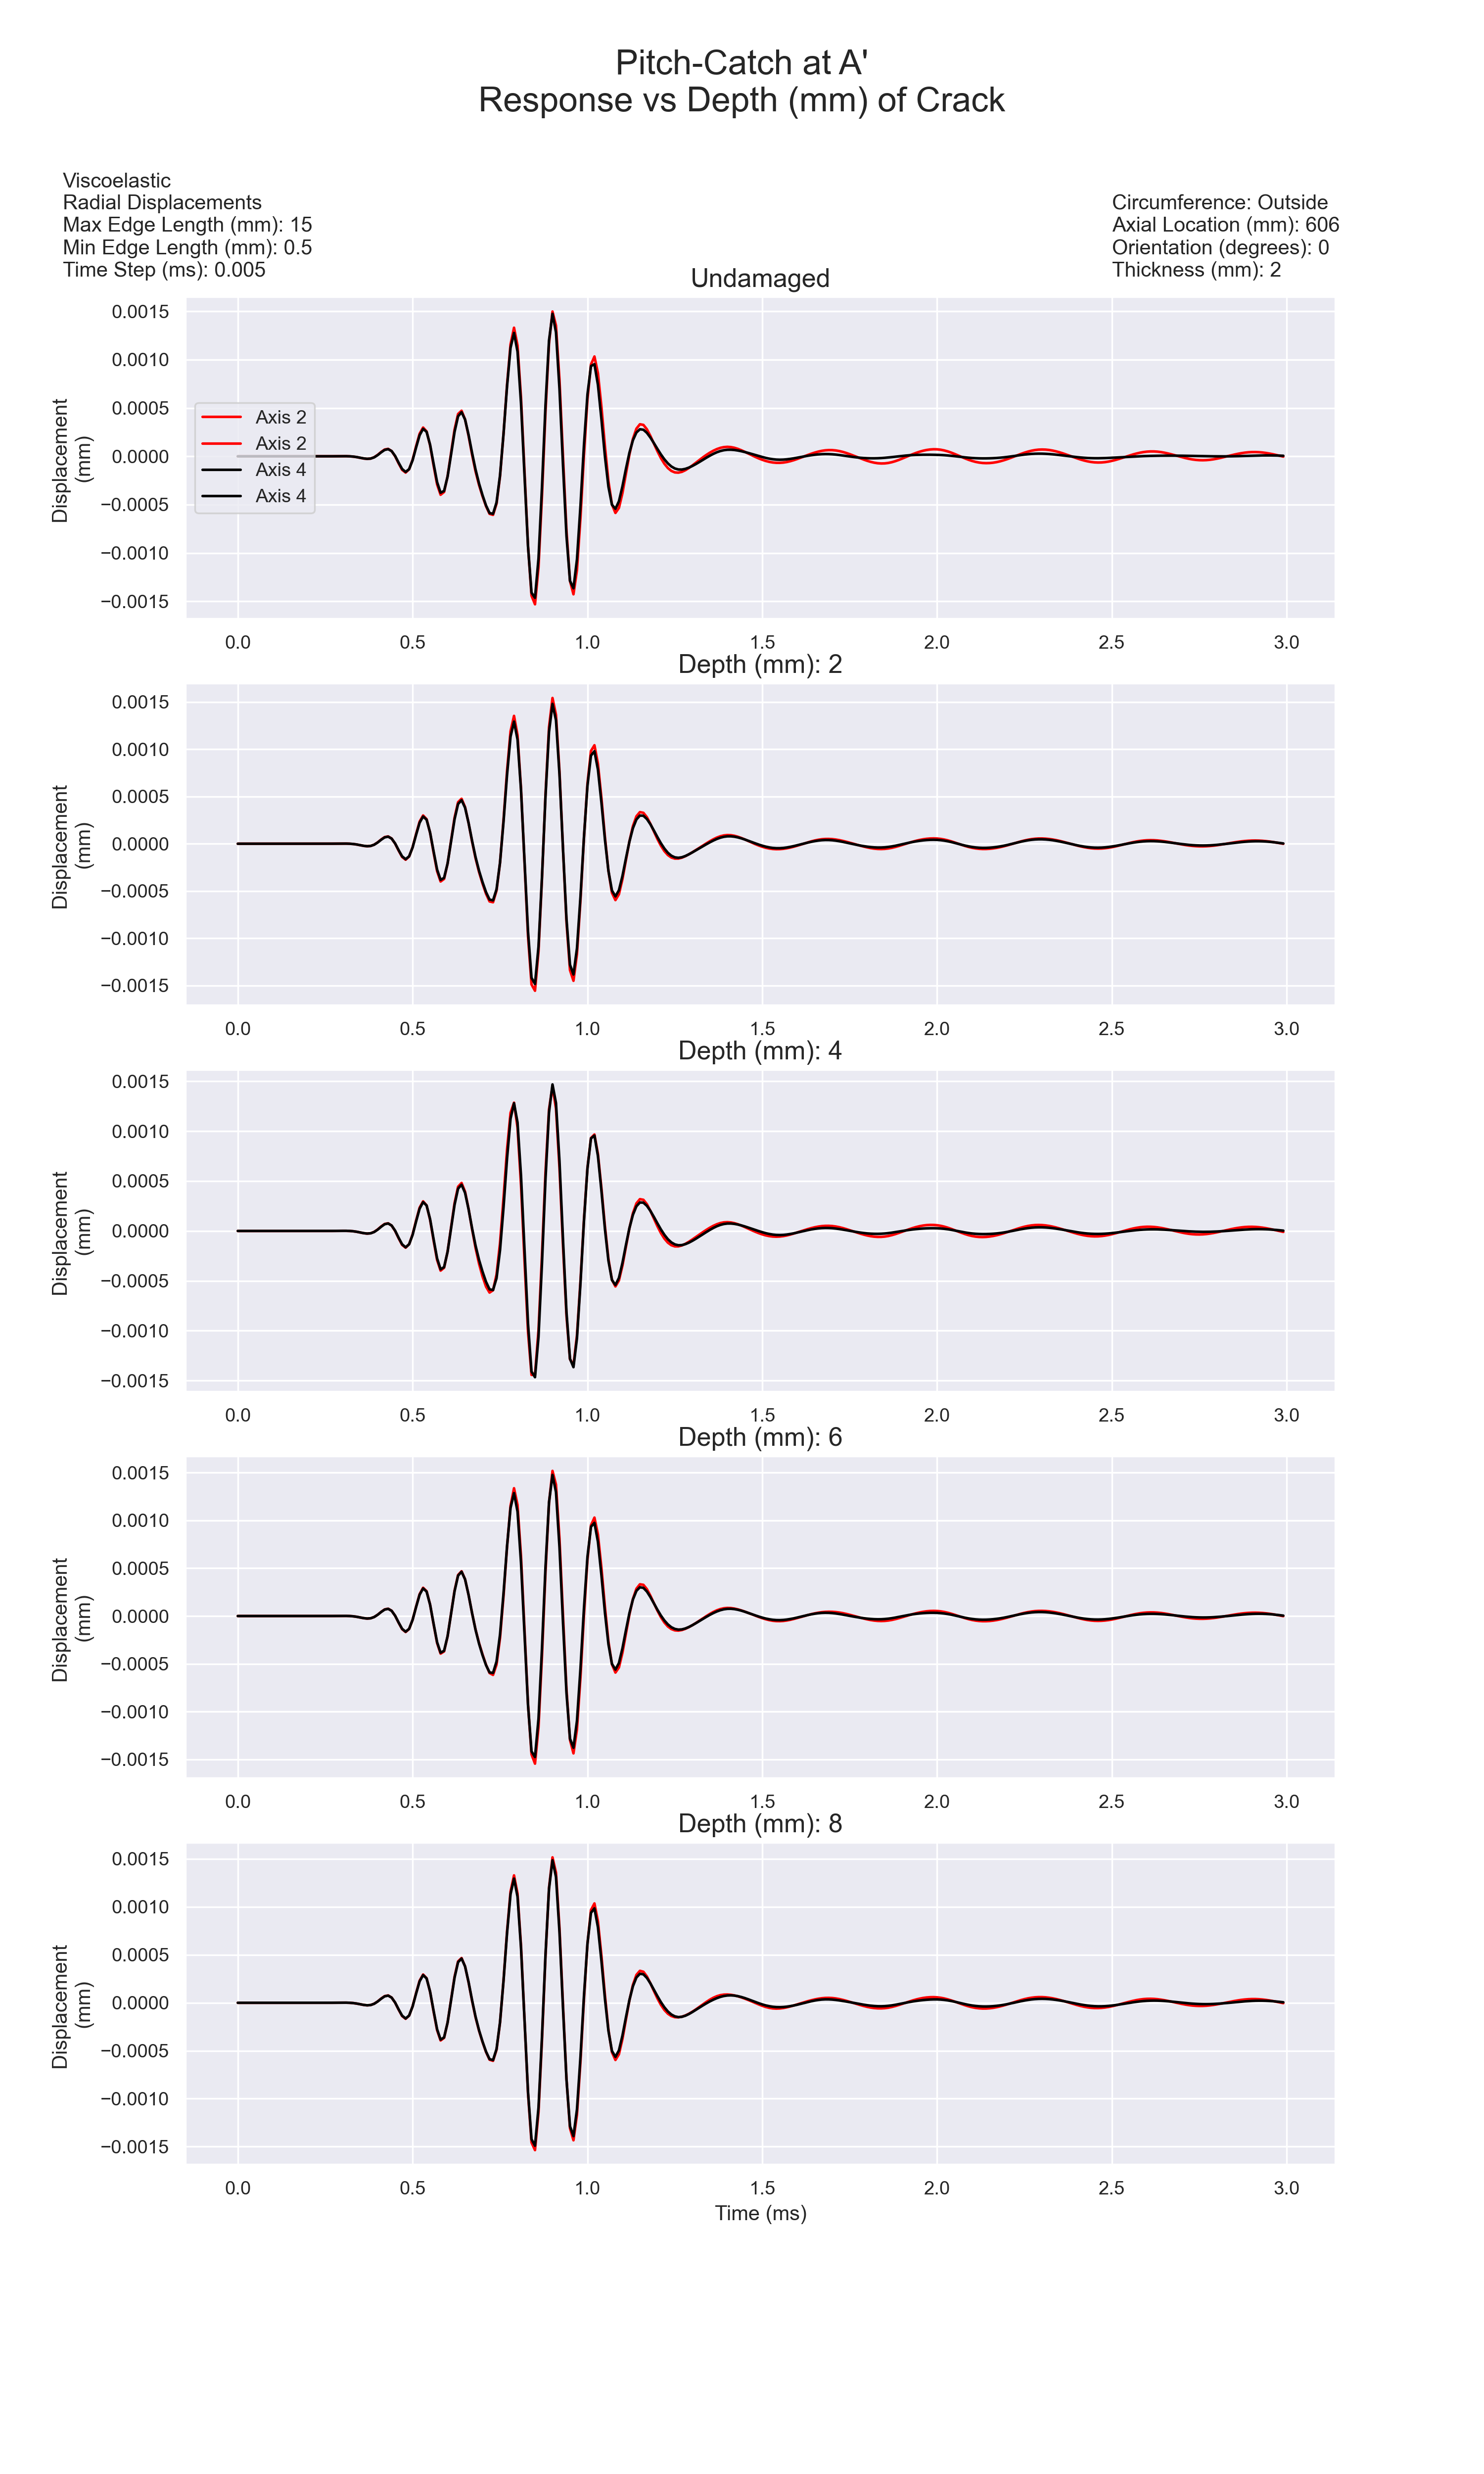 Pitch-Catch at A'
Response vs Depth (mm) of Crack
Viscoelastic
Radial Displacements
Max Edge Length (mm): 15
Min Edge Length (mm): 0.5
Time Step (ms): 0.005
Circumference: Outside
Axial Location (mm): 606
Orientation (degrees): 0
Thickness (mm): 2
Undamaged
0.0015
0.0010
0.0005
0.0000
−0.0005
−0.0010
−0.0015
Displacement
(mm)
Axis 2
Axis 2
Axis 4
Axis 4
0.0 0.5 1.0 1.5 2.0 2.5 3.0
Depth (mm): 2
0.0015
0.0010
0.0005
0.0000
−0.0005
−0.0010
−0.0015
Displacement
(mm)
0.0 0.5 1.0 1.5 2.0 2.5 3.0
Depth (mm): 4
0.0015
0.0010
0.0005
0.0000
−0.0005
−0.0010
−0.0015
Displacement
(mm)
0.0 0.5 1.0 1.5 2.0 2.5 3.0
Depth (mm): 6
0.0015
0.0010
0.0005
0.0000
−0.0005
−0.0010
−0.0015
Displacement
(mm)
0.0 0.5 1.0 1.5 2.0 2.5 3.0
Depth (mm): 8
0.0015
0.0010
0.0005
0.0000
−0.0005
−0.0010
−0.0015
Displacement
(mm)
0.0 0.5 1.0 1.5 2.0 2.5 3.0
Time (ms)